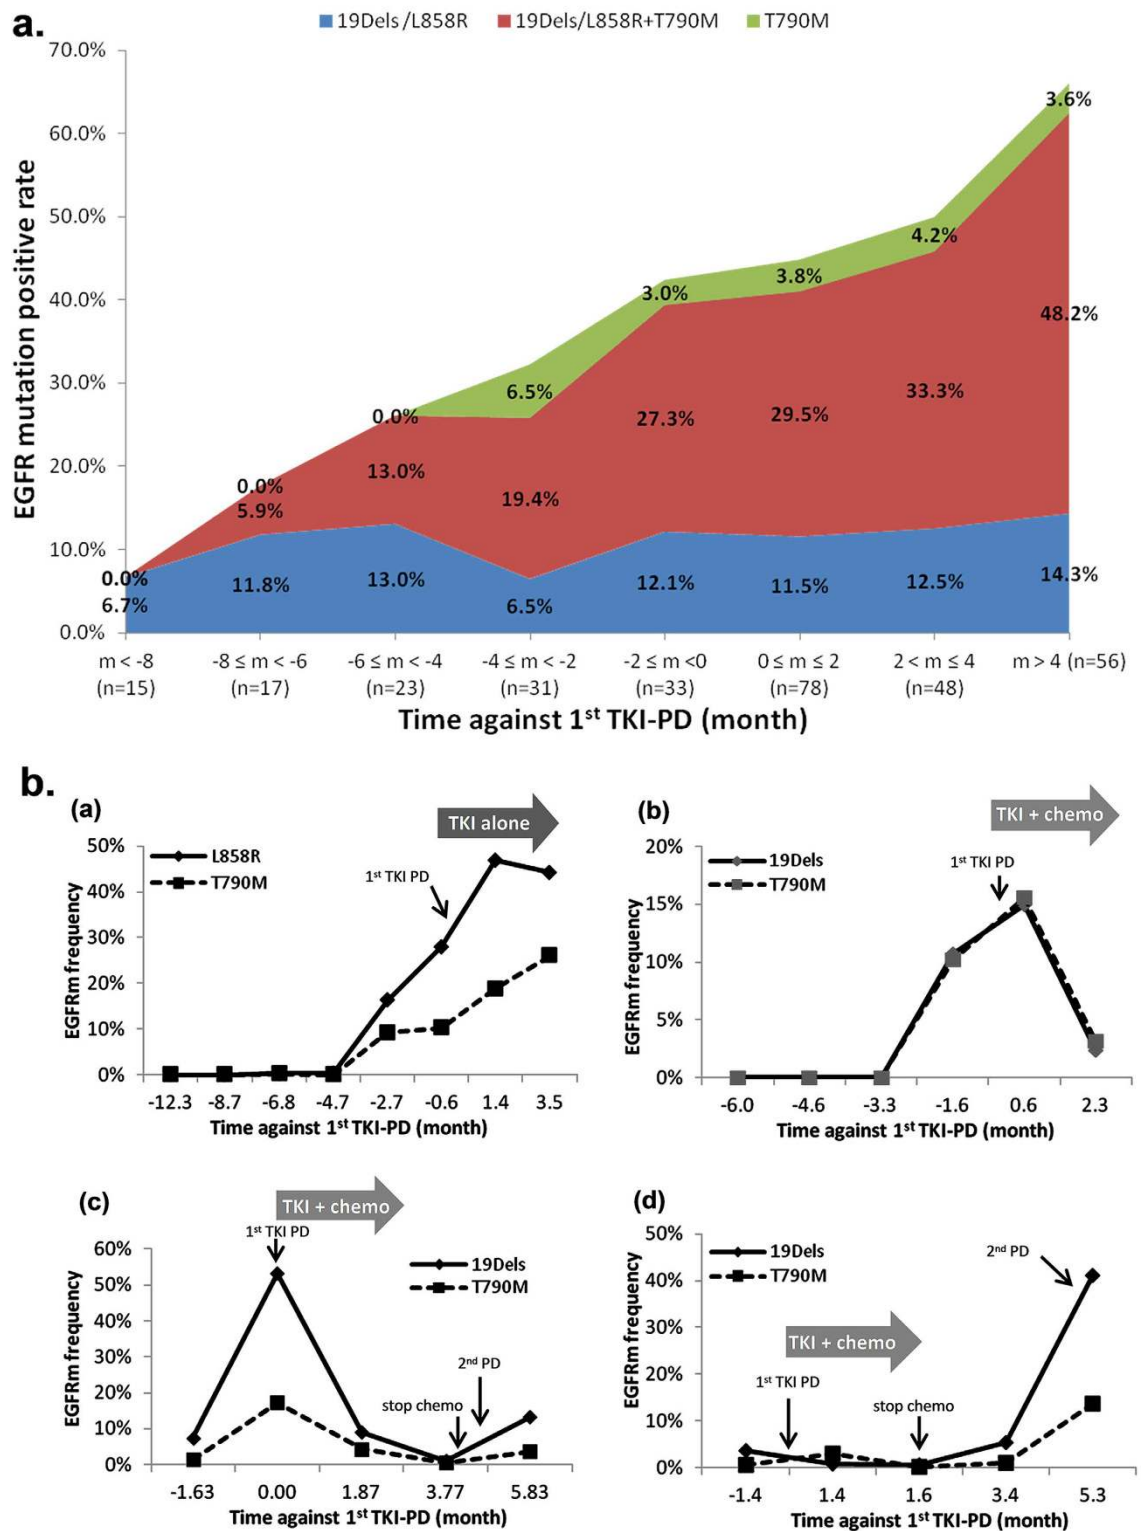 a.
19Dels/L858R 19Dels/L858R+T790M T790M
EGFR mutation positive rate
70.0%
60.0%
50.0%
40.0%
30.0%
20.0%
10.0%
0.0%
0.0%
6.7%
0.0%
5.9%
11.8%
0.0%
13.0%
13.0%
6.5%
19.4%
6.5%
3.0%
27.3%
12.1%
3.8%
29.5%
11.5%
4.2%
33.3%
12.5%
3.6%
48.2%
14.3%
m < -8 -8 ≤ m < -6 -6 ≤ m < -4 -4 ≤ m < -2 -2 ≤ m <0 0 ≤ m ≤ 2 2 < m ≤ 4 m > 4 (n=56)
(n=15) (n=17) (n=23) (n=31) (n=33) (n=78) (n=48)
Time against 1st TKI-PD (month)
b.
(a)
TKI alone
L858R
T790M
1st TKI PD
EGFRm frequency
50%
40%
30%
20%
10%
0%
-12.3 -8.7 -6.8 -4.7 -2.7 -0.6 1.4 3.5
Time against 1st TKI-PD (month)
(b)
TKI + chemo
19Dels
T790M
1st TKI PD
EGFRm frequency
20%
15%
10%
5%
0%
-6.0 -4.6 -3.3 -1.6 0.6 2.3
Time against 1st TKI-PD (month)
(c)
TKI + chemo
1st TKI PD
19Dels
T790M
2nd PD
stop chemo
EGFRm frequency
60%
50%
40%
30%
20%
10%
0%
-1.63 0.00 1.87 3.77 5.83
Time against 1st TKI-PD (month)
(d)
19Dels
T790M
2nd PD
TKI + chemo
1st TKI PD
stop chemo
EGFRm frequency
50%
40%
30%
20%
10%
0%
-1.4 1.4 1.6 3.4 5.3
Time against 1st TKI-PD (month)